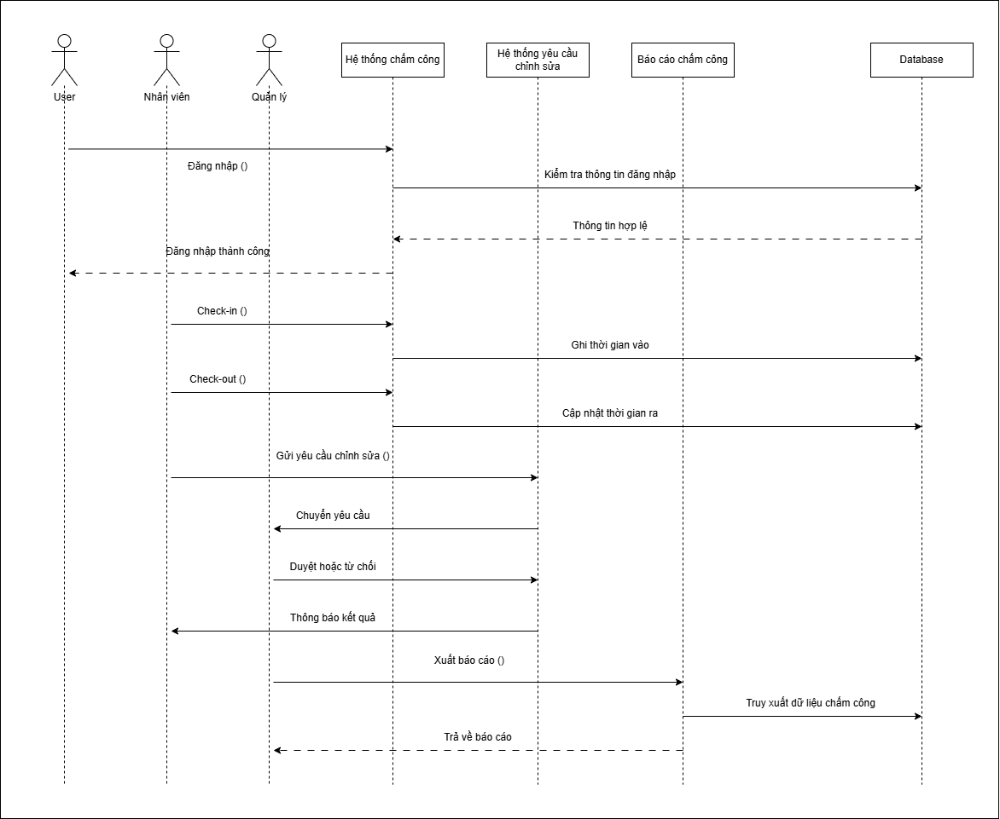 User
Nhân viên
Quản lý
Hệ thống chấm công
Hệ thống yêu cầu
chỉnh sửa
Báo cáo chấm công
Database
Đăng nhập ()
Kiểm tra thông tin đăng nhập
Thông tin hợp lệ
Đăng nhập thành công
Check-in ()
Ghi thời gian vào
Check-out ()
Cập nhật thời gian ra
Gửi yêu cầu chỉnh sửa ()
Chuyển yêu cầu
Duyệt hoặc từ chối
Thông báo kết quả
Xuất báo cáo ()
Truy xuất dữ liệu chấm công
Trả về báo cáo